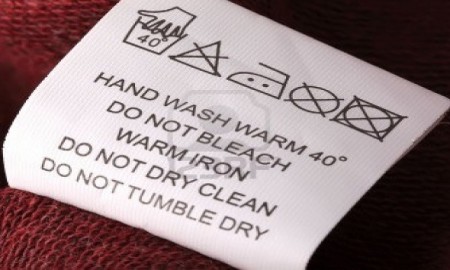 40°
HAND WASH WARM 40°
DO NOT BLEACH
WARM IRON
DO NOT DRY CLEAN
DO NOT TUMBLE DRY